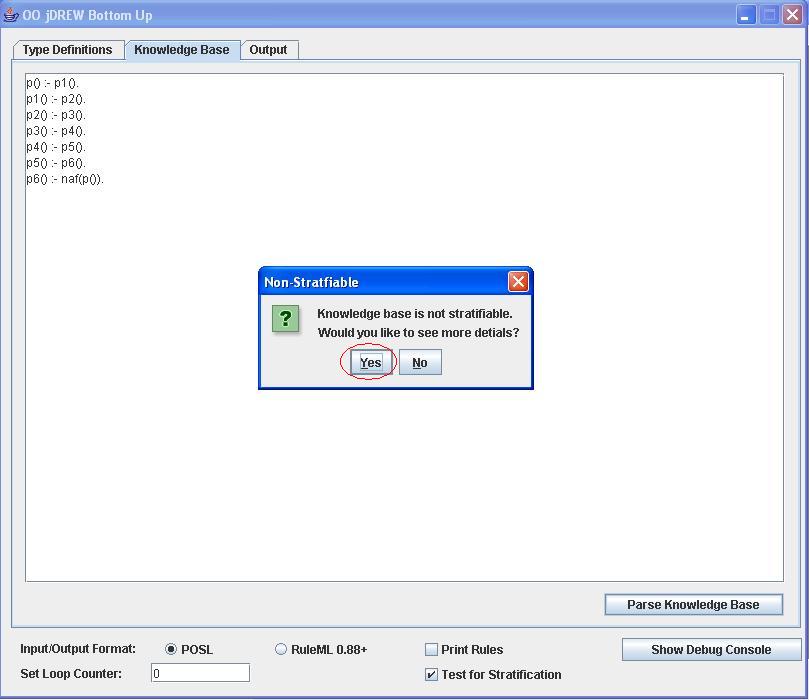 OO jDREW Bottom Up
Type Definitions Knowledge Base Output
p() :- p1().
p1() :- p2().
p2() :- p3().
p3() :- p4().
p4() :- p5().
p5() :- p6().
p6() :- naf(p()).
Non-Stratfiable
?
Knowledge base is not stratifiable.
Would you like to see more detials?
Yes No
Parse Knowledge Base
Input/Output Format: POSL RuleML 0.88+ Print Rules Show Debug Console
Set Loop Counter: 0 Test for Stratification